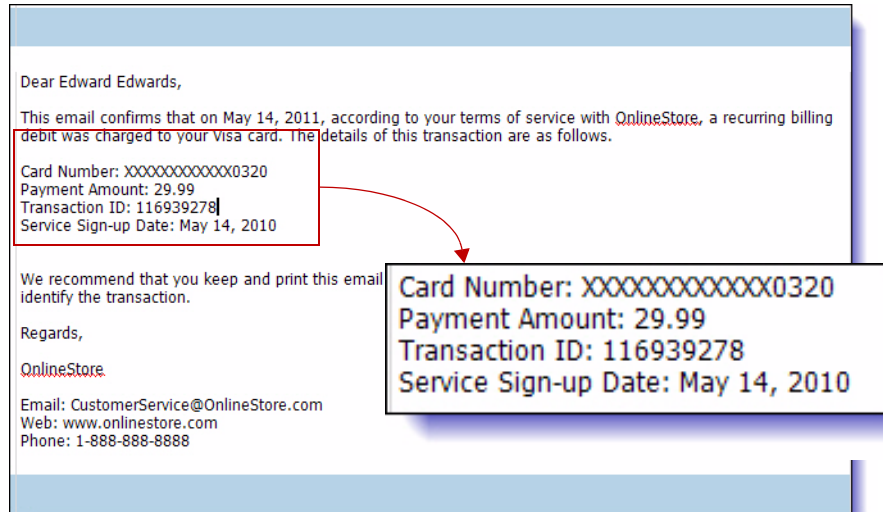 Dear Edward Edwards,
This email confirms that on May 14, 2011, according to your terms of service with OnlineStore, a recurring billing
debit was charged to your Visa card. The details of this transaction are as follows.
Card Number: XXXXXXXXXXXX0320
Payment Amount: 29.99
Transaction ID: 116939278
Service Sign-up Date: May 14, 2010
We recommend that you keep and print this email
identify the transaction.
Card Number: XXXXXXXXXXXX0320
Payment Amount: 29.99
Transaction ID: 116939278
Service Sign-up Date: May 14, 2010
Regards,
OnlineStore
Email: CustomerService@OnlineStore.com
Web: www.onlinestore.com
Phone: 1-888-888-8888